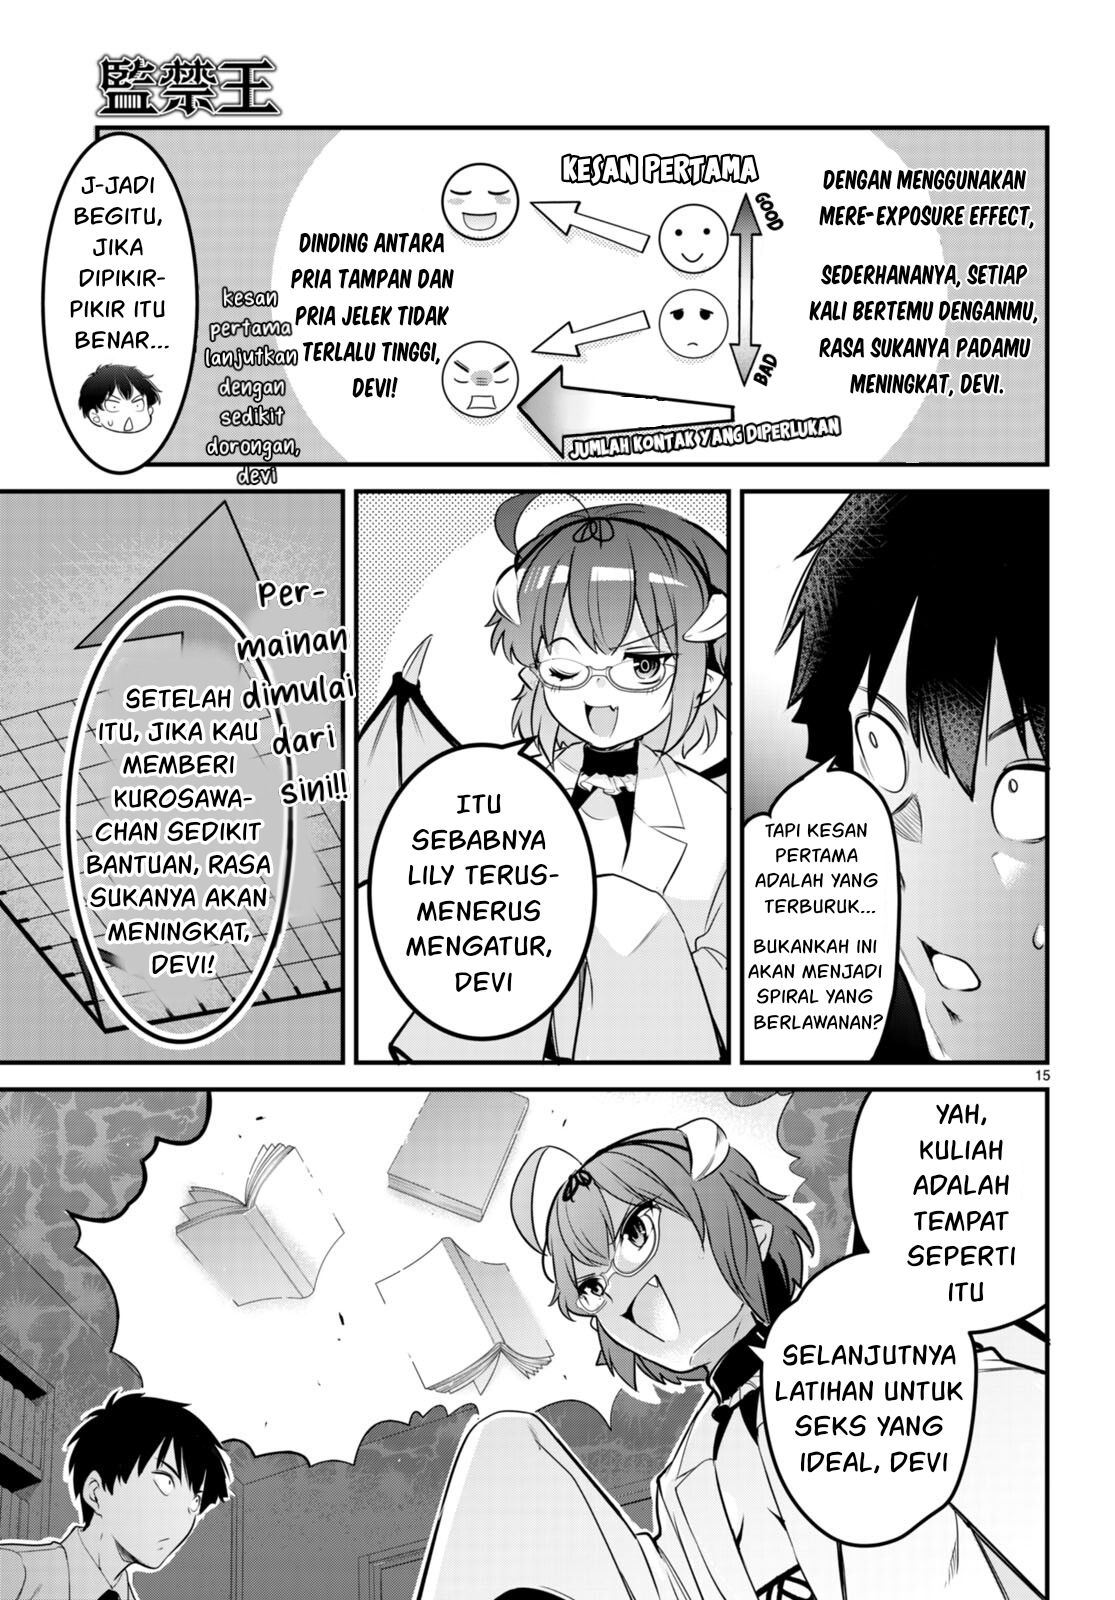 監禁王
DENGAN MENGGUNAKAN
MERE-EXPOSURE EFFECT,
SEDERHANANYA, SETIAP
KALI BERTEMU DENGANMU,
RASA SUKANYA PADAMU
MENINGKAT, DEVI.
KESAN PERTAMA
GOOD
BAD
JUMLAH KONTAK YANG DIPERLUKAN
DINDING ANTARA
PRIA TAMPAN DAN
PRIA JELEK TIDAK
TERLALU TINGGI,
DEVI!
kesan
pertama
lanjutkan
dengan
sedikit
dorongan,
devi
J-JADI
BEGITU,
JIKA
DIPIKIR-
PIKIR ITU
BENAR...
TAPI KESAN
PERTAMA
ADALAH YANG
TERBURUK...
BUKANKAH INI
AKAN MENJADI
SPIRAL YANG
BERLAWANAN?
ITU
SEBABNYA
LILY TERUS-
MENERUS
MENGATUR,
DEVI
Per-
mainan
dimulai
dari
sini!!
SETELAH
ITU, JIKA KAU
MEMBERI
KUROSAWA-
CHAN SEDIKIT
BANTUAN, RASA
SUKANYA AKAN
MENINGKAT,
DEVI!
15
YAH,
KULIAH
ADALAH
TEMPAT
SEPERTI
ITU
SELANJUTNYA
LATIHAN UNTUK
SEKS YANG
IDEAL, DEVI